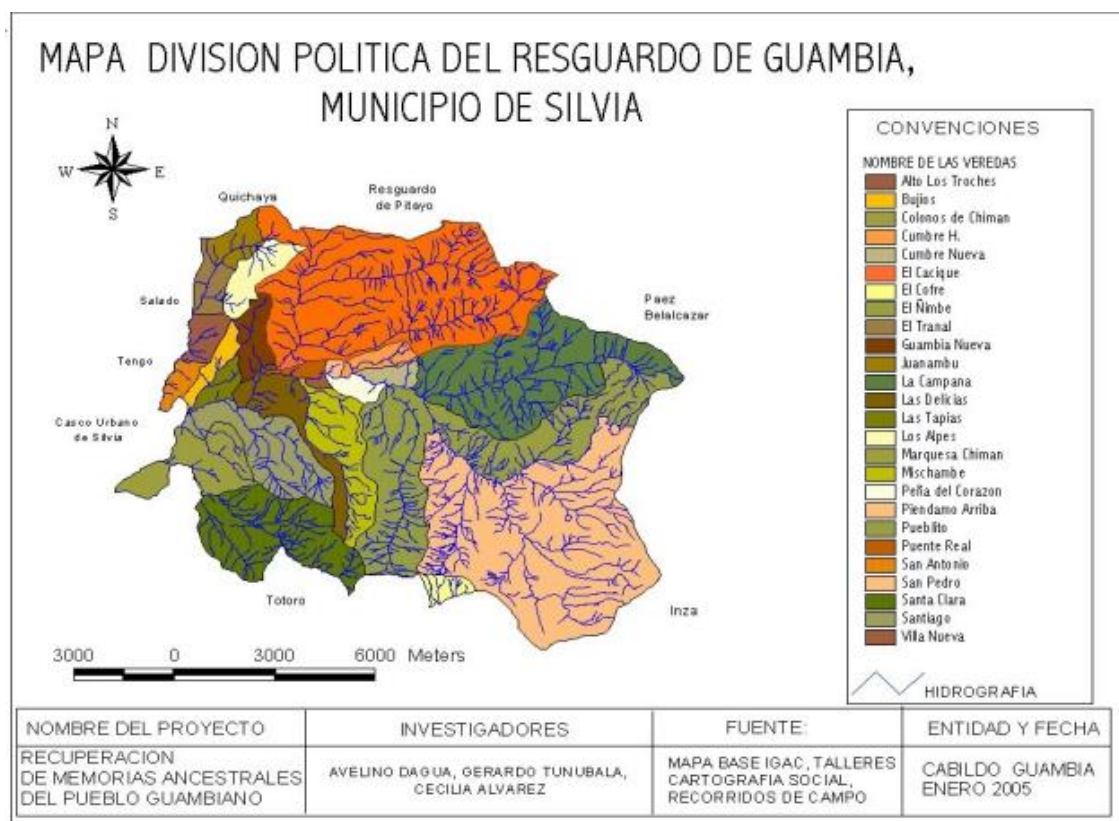 MAPA DIVISION POLITICA DEL RESGUARDO DE GUAMBIA,
MUNICIPIO DE SILVIA
N
W
E
S
Quichaya
Resguardo
de Pitayo
Salado
Paez
Belalcazar
Tengo
Casco Urbano
de Silvia
Totoro
Inza
3000 0 3000 6000 Meters
CONVENCIONES
NOMBRE DE LAS VEREDAS
Alto Los Troches
Bujios
Colonos de Chiman
Cumbre H.
Cumbre Nueva
El Cacique
El Cofre
El Ñimbe
El Tranal
Guambia Nueva
Juanambu
La Campana
Las Delicias
Las Tapias
Los Alpes
Marquesa Chiman
Mischambe
Peña del Corazon
Piendamo Arriba
Pueblito
Puente Real
San Antonio
San Pedro
Santa Clara
Santiago
Villa Nueva
HIDROGRAFIA
NOMBRE DEL PROYECTO
RECUPERACION
DE MEMORIAS ANCESTRALES
DEL PUEBLO GUAMBIANO
INVESTIGADORES
AVELINO DAGUA, GERARDO TUNUBALA,
CECILIA ALVAREZ
FUENTE:
MAPA BASE IGAC, TALLERES
CARTOGRAFIA SOCIAL,
RECORRIDOS DE CAMPO
ENTIDAD Y FECHA
CABILDO GUAMBIA
ENERO 2005